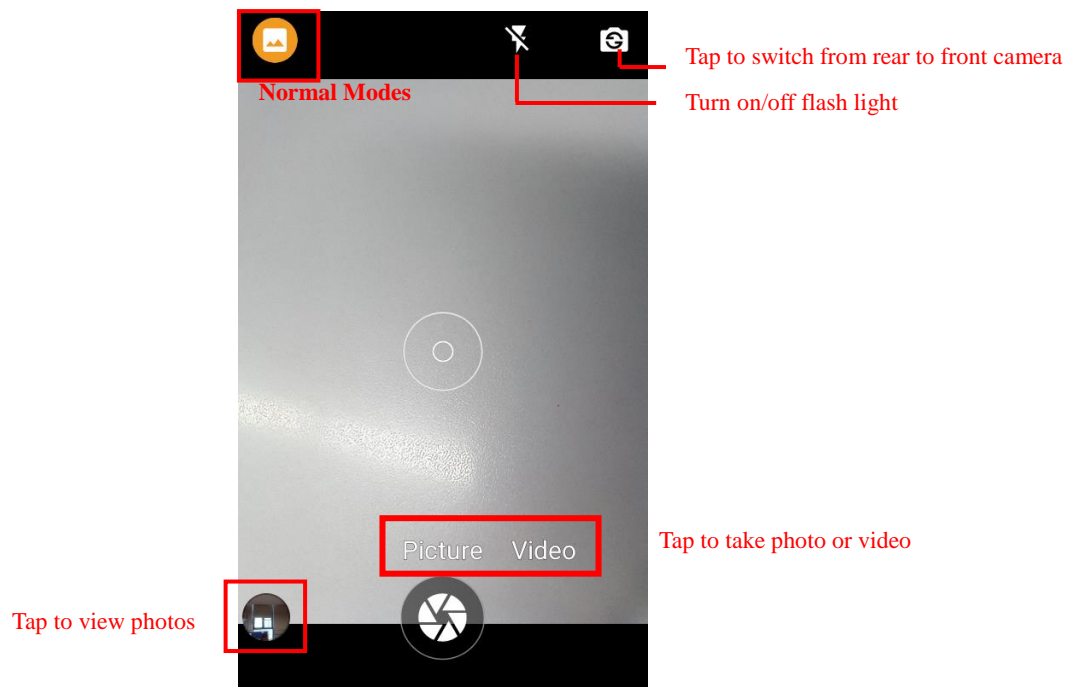 Tap to switch from rear to front camera
Normal Modes
Turn on/off flash light
Picture Video
Tap to take photo or video
Tap to view photos